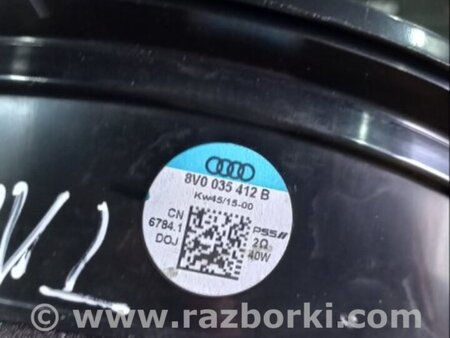 8V0 035 412 B
Kw45/15-00
CN
6784.1
DOJ
PSS
2Ω
40W
www.razborki.com